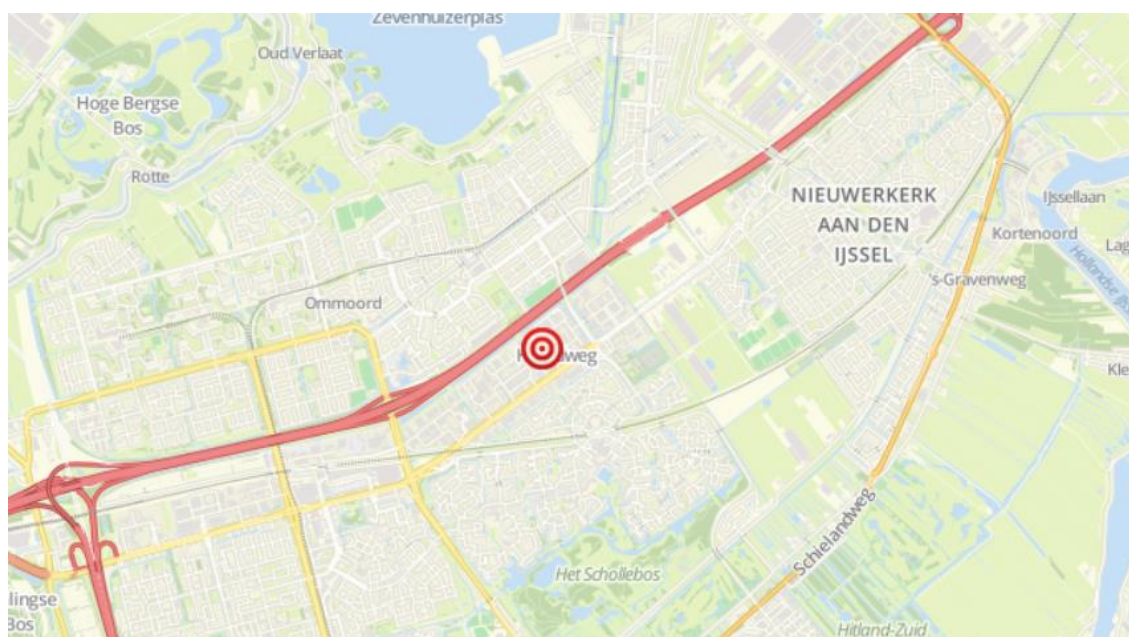 Zevenhuizerplas
Oud Verlaat
Hoge Bergse
Bos
Rotte
NIEUWERKERK
AAN DEN
IJSSEL
IJssellaan
Kortenoord
's-Gravenweg
Ommoord
Schielandweg
Het Schollebos
Hitland-Zuid